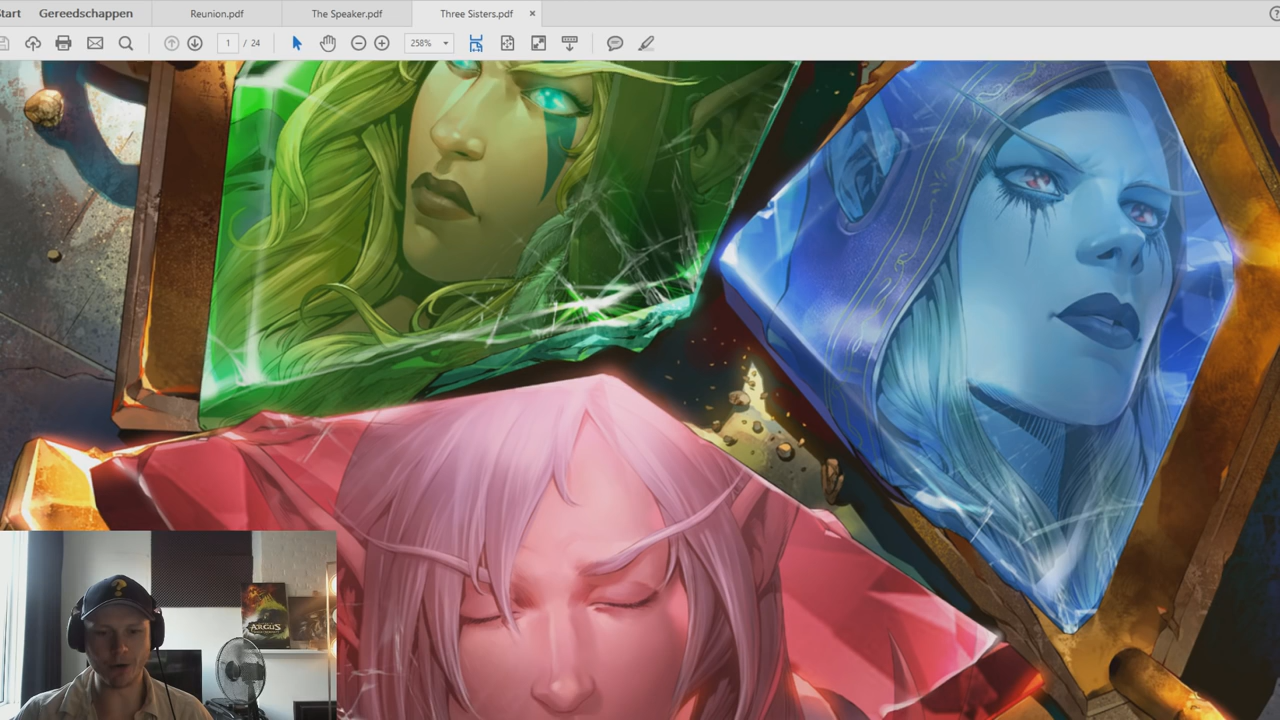 Start Gereedschappen Reunion.pdf The Speaker.pdf Three Sisters.pdf ×
1 / 24 258%
?
ARGUS